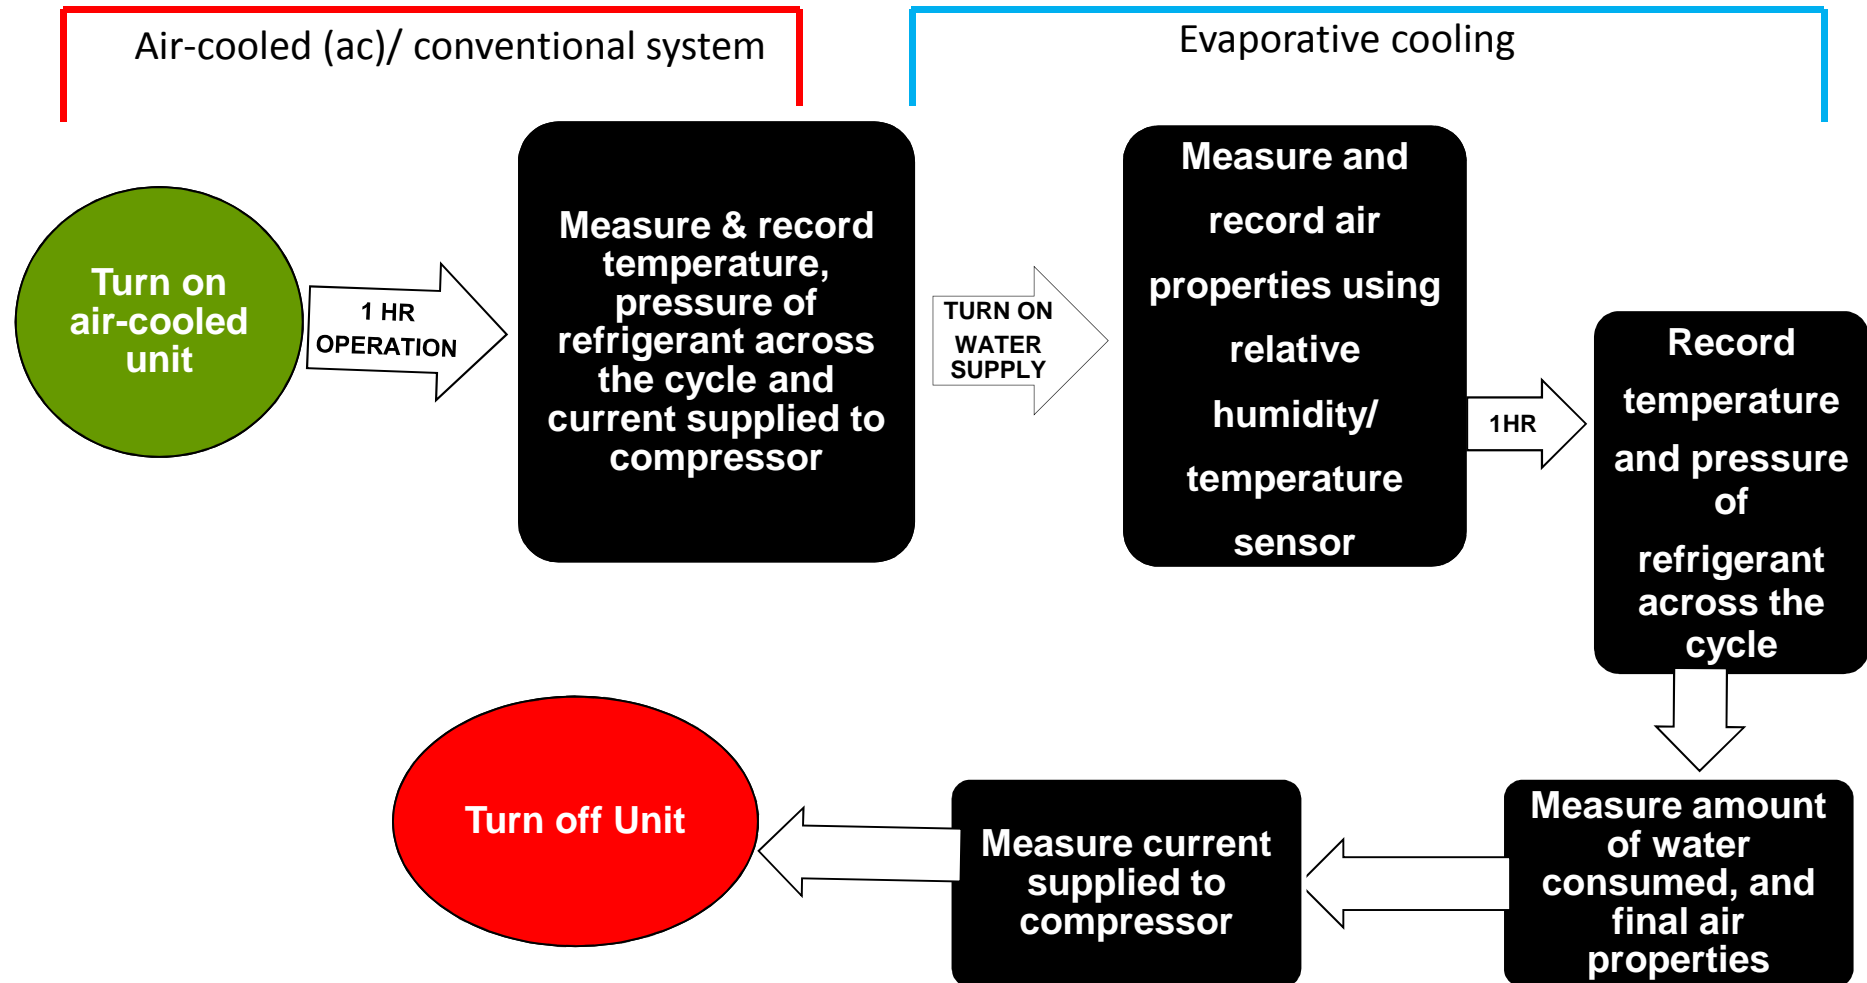 Air-cooled (ac)/ conventional system
Evaporative cooling
Turn on
air-cooled
unit
1 HR
OPERATION
Measure & record
temperature,
pressure of
refrigerant across
the cycle and
current supplied to
compressor
TURN ON
WATER
SUPPLY
Measure and
record air
properties using
relative
humidity/
temperature
sensor
1HR
Record
temperature
and pressure
of
refrigerant
across the
cycle
Measure amount
of water
consumed, and
final air
properties
Measure current
supplied to
compressor
Turn off Unit